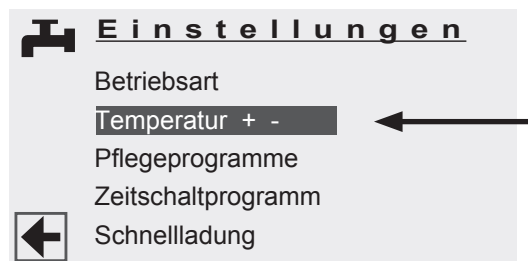 Einstellungen
Betriebsart
Temperatur + -
Pflegeprogramme
Zeitschaltprogramm
Schnellladung